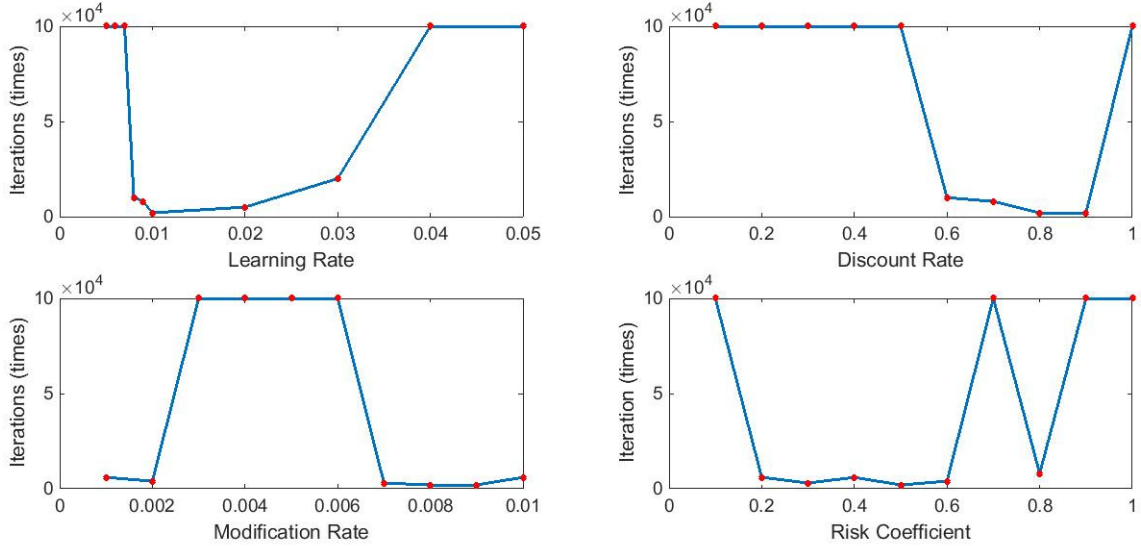 ×10⁴
10
5
0
Iterations (times)
0 0.01 0.02 0.03 0.04 0.05
Learning Rate
×10⁴
10
5
0
Iterations (times)
0 0.2 0.4 0.6 0.8 1
Discount Rate
×10⁴
10
5
0
Iterations (times)
0 0.002 0.004 0.006 0.008 0.01
Modification Rate
×10⁴
10
5
0
Iteration (times)
0 0.2 0.4 0.6 0.8 1
Risk Coefficient